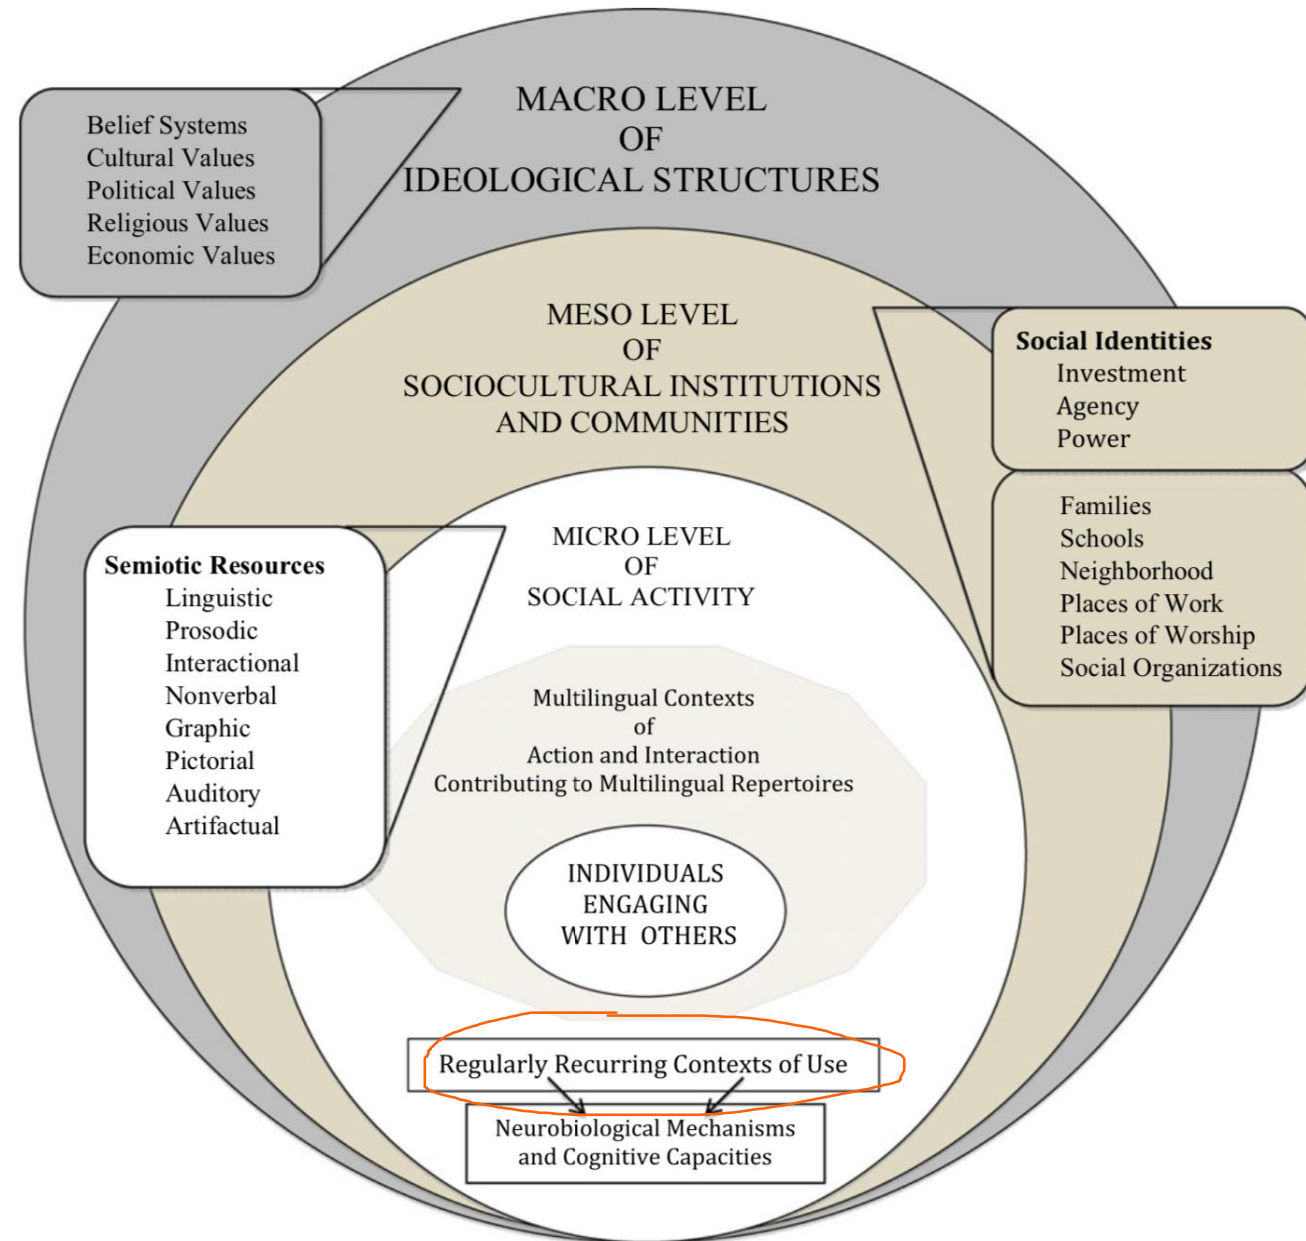 MACRO LEVEL
OF
IDEOLOGICAL STRUCTURES
Belief Systems
Cultural Values
Political Values
Religious Values
Economic Values
MESO LEVEL
OF
SOCIOCULTURAL INSTITUTIONS
AND COMMUNITIES
Social Identities
Investment
Agency
Power
Families
Schools
Neighborhood
Places of Work
Places of Worship
Social Organizations
MICRO LEVEL
OF
SOCIAL ACTIVITY
Semiotic Resources
Linguistic
Prosodic
Interactional
Nonverbal
Graphic
Pictorial
Auditory
Artifactual
Multilingual Contexts
of
Action and Interaction
Contributing to Multilingual Repertoires
INDIVIDUALS
ENGAGING
WITH OTHERS
Regularly Recurring Contexts of Use
Neurobiological Mechanisms
and Cognitive Capacities